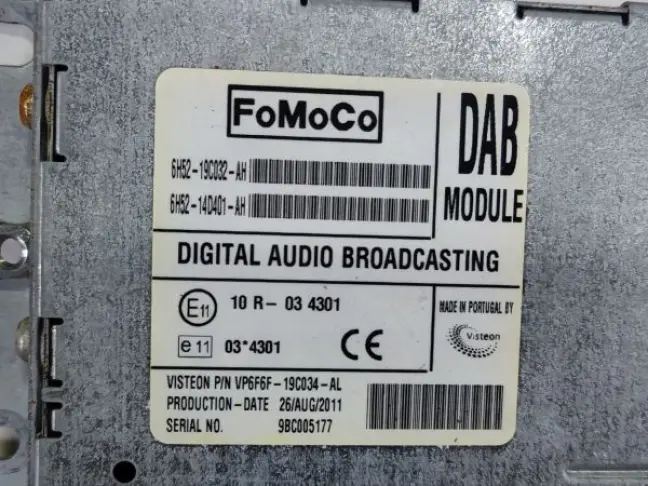 FoMoCo
6H52-19C032-AH
6H52-14D401-AH
DAB
MODULE
DIGITAL AUDIO BROADCASTING
E11 10 R-03 4301
e 11 03*4301
CE
MADE IN PORTUGAL BY
Visteon
VISTEON P/N VP6F6F-19C034-AL
PRODUCTION-DATE 26/AUG/2011
SERIAL NO. 9BC005177